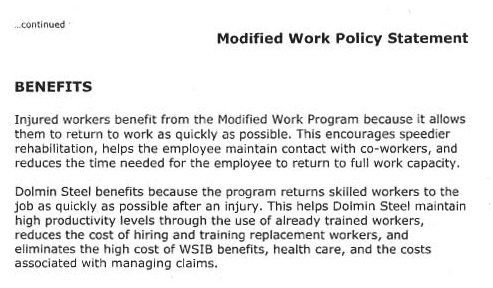 ...continued
Modified Work Policy Statement
BENEFITS
Injured workers benefit from the Modified Work Program because it allows
them to return to work as quickly as possible. This encourages speedier
rehabilitation, helps the employee maintain contact with co-workers, and
reduces the time needed for the employee to return to full work capacity.
Dolmin Steel benefits because the program returns skilled workers to the
job as quickly as possible after an injury. This helps Dolmin Steel maintain
high productivity levels through the use of already trained workers,
reduces the cost of hiring and training replacement workers, and
eliminates the high cost of WSIB benefits, health care, and the costs
associated with managing claims.